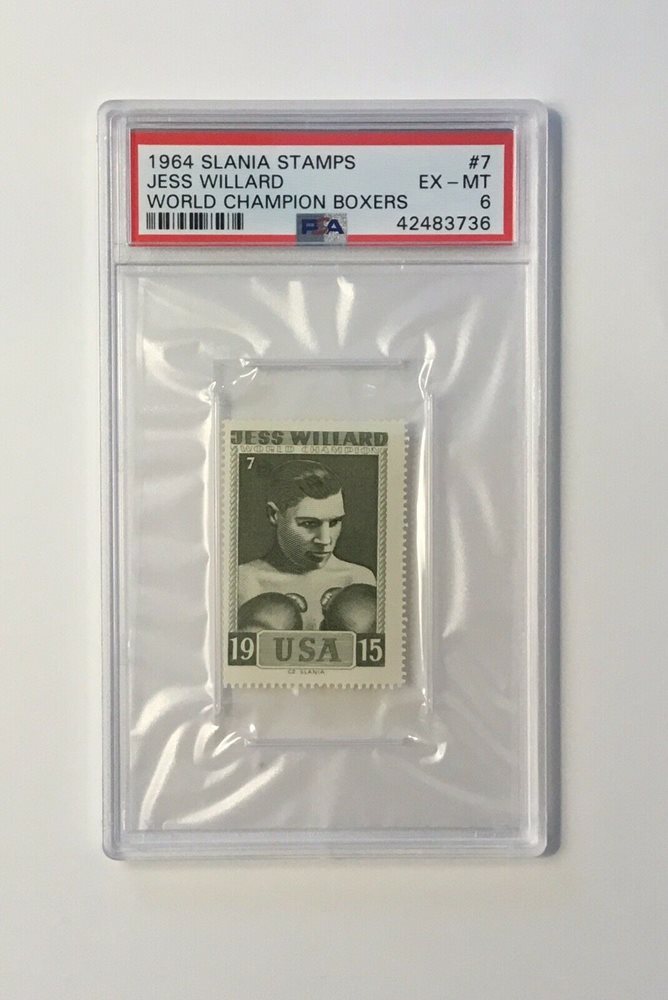 1964 SLANIA STAMPS #7
JESS WILLARD EX – MT
WORLD CHAMPION BOXERS 6
PSA 42483736
JESS WILLARD
WORLD CHAMPION
7
19 USA 15
CZ SLANIA